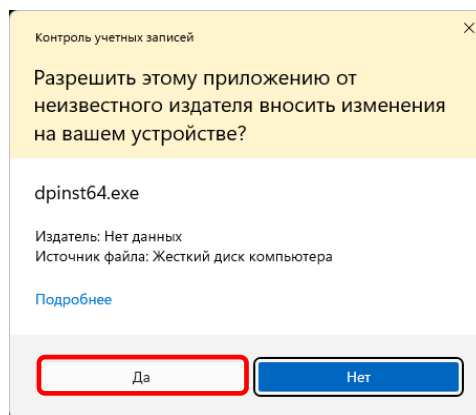 Контроль учетных записей
Разрешить этому приложению от
неизвестного издателя вносить изменения
на вашем устройстве?
dpinst64.exe
Издатель: Нет данных
Источник файла: Жесткий диск компьютера
Подробнее
Да
Нет